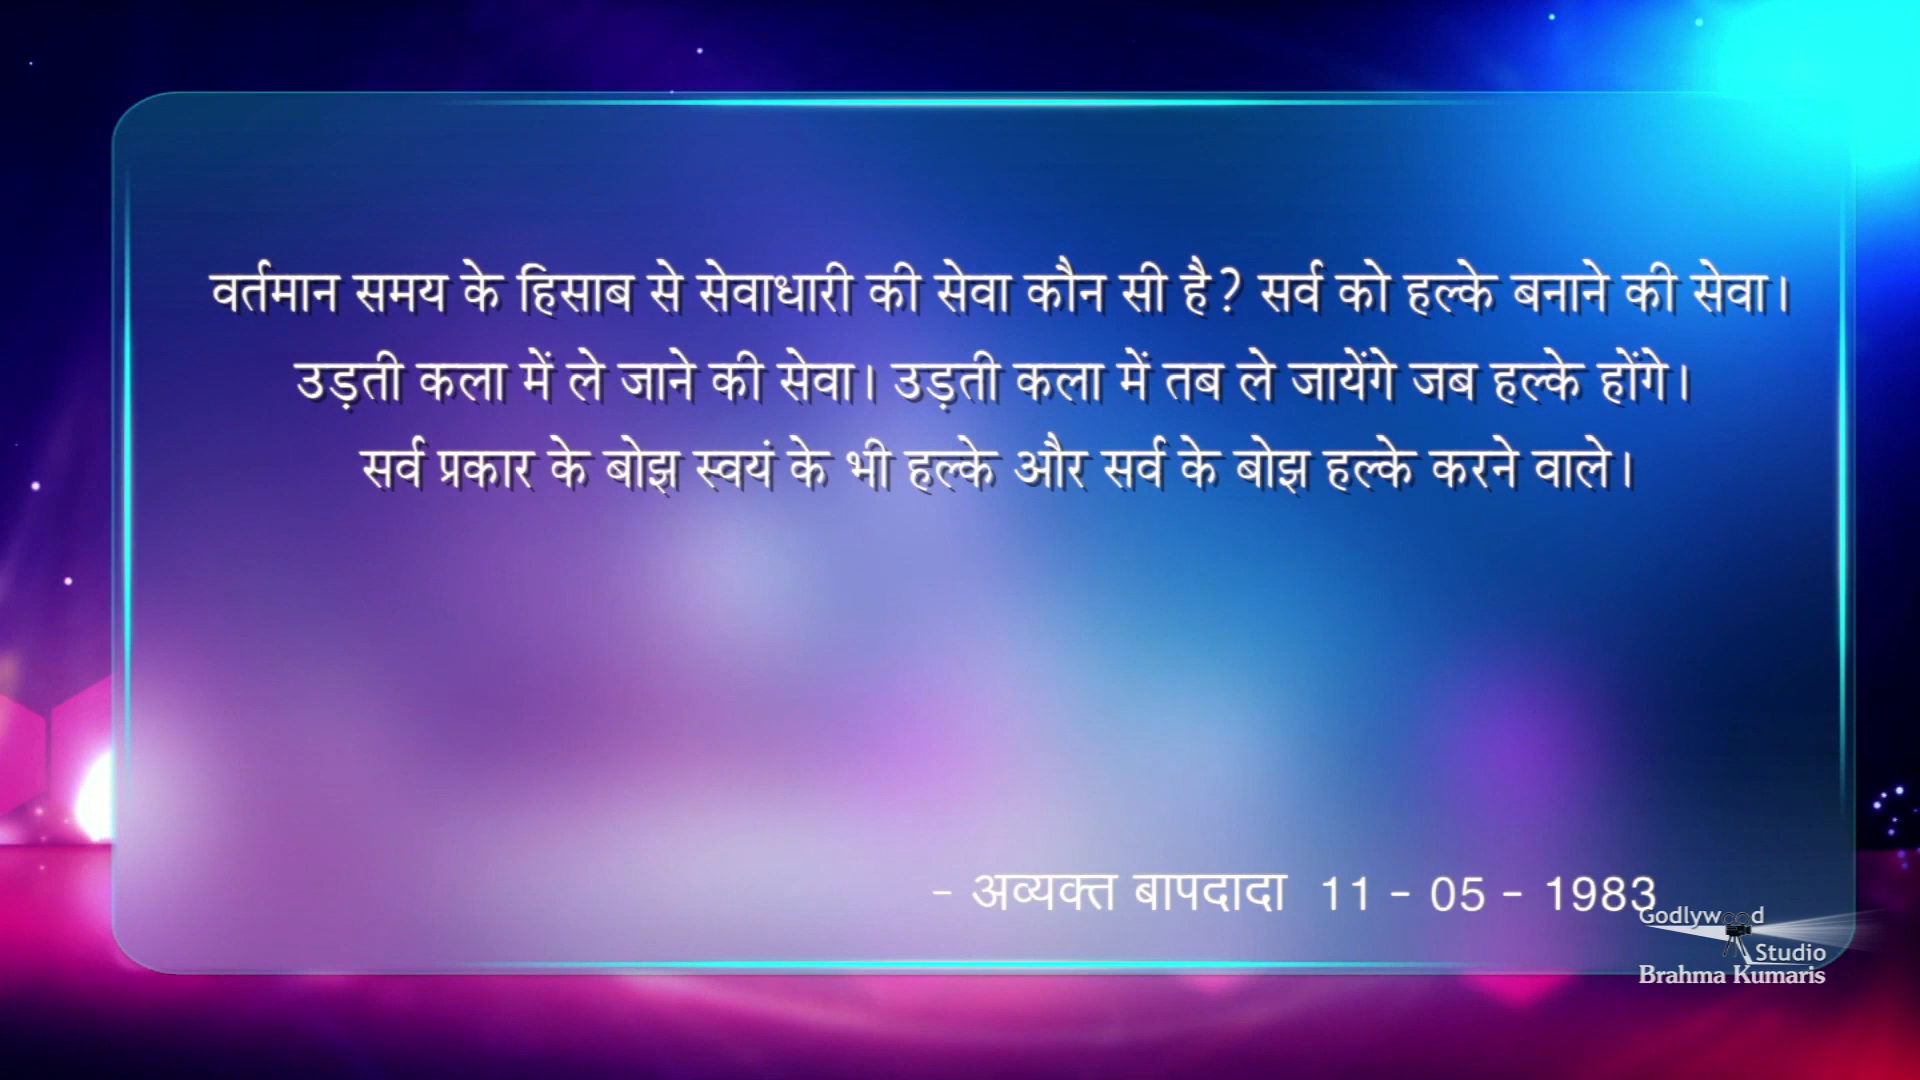 वर्तमान समय के हिसाब से सेवाधारी की सेवा कौन सी है? सर्व को हल्के बनाने की सेवा।
उड़ती कला में ले जाने की सेवा। उड़ती कला में तब ले जायेंगे जब हल्के होंगे।
सर्व प्रकार के बोझ स्वयं के भी हल्के और सर्व के बोझ हल्के करने वाले।
- अव्यक्त बापदादा 11 - 05 - 1983
Godlywood
Studio
Brahma Kumaris